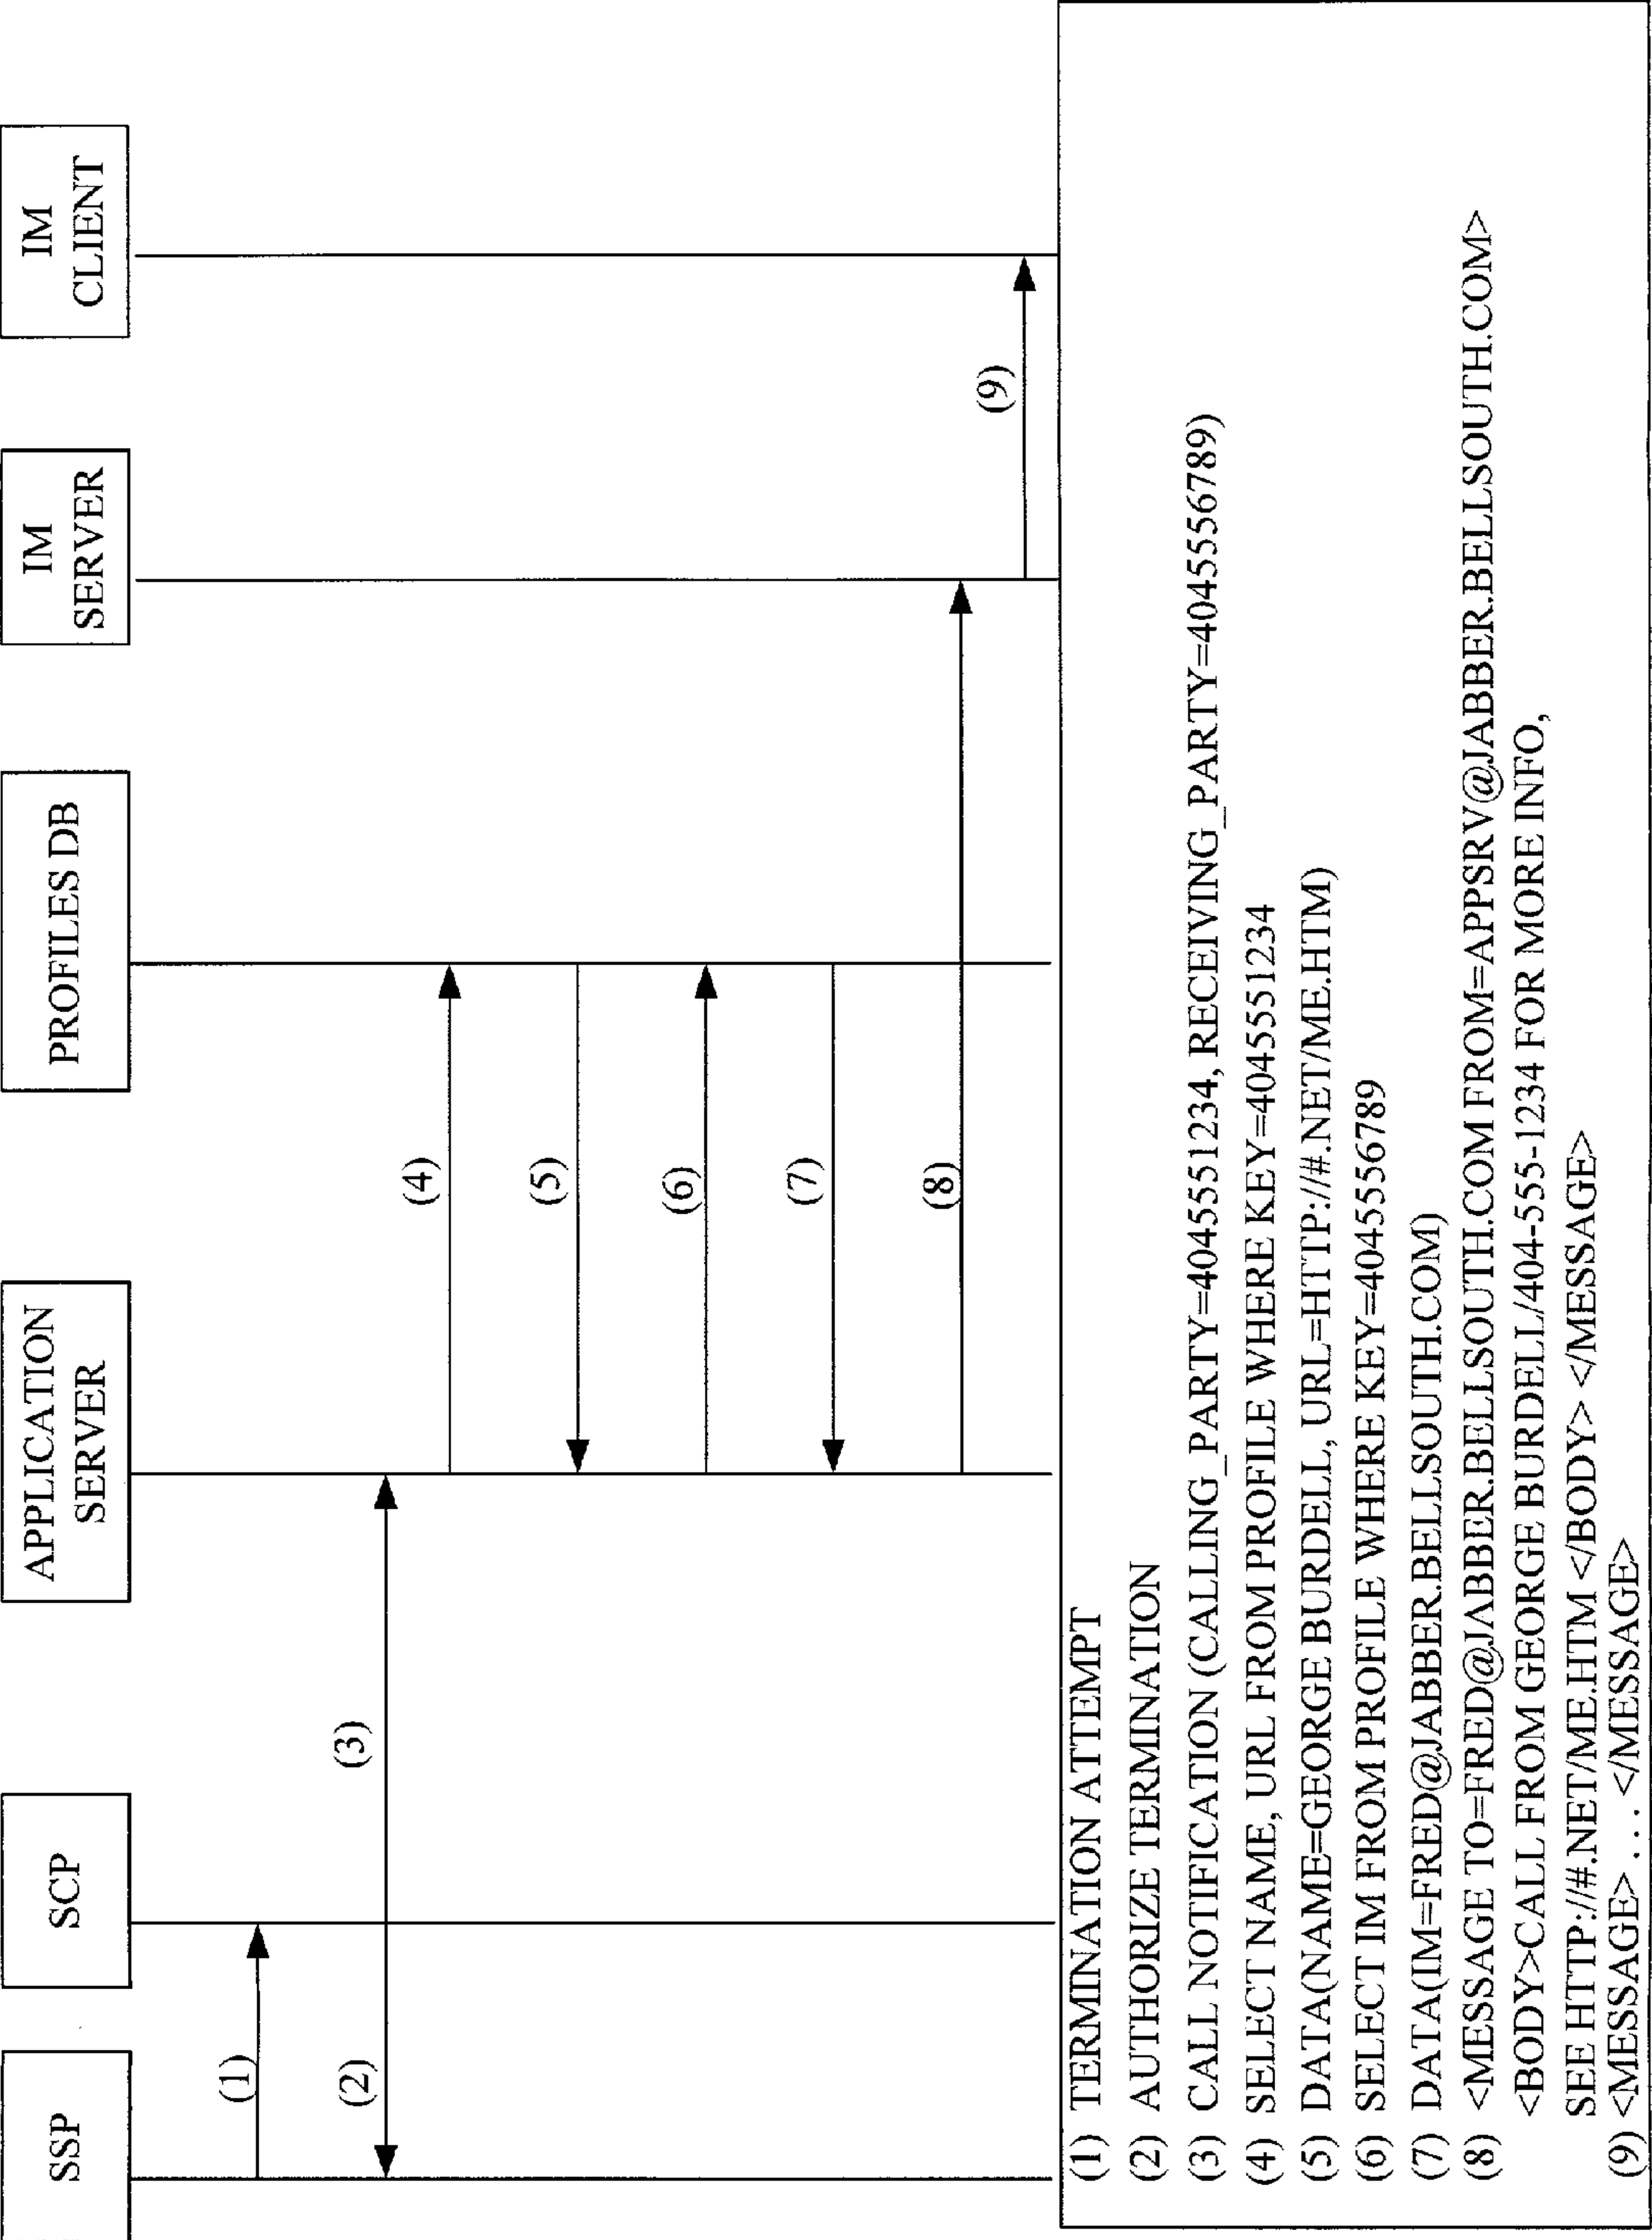 SSP
SCP
APPLICATION
SERVER
PROFILES DB
IM
SERVER
IM
CLIENT
(1)
(2)
(3)
(4)
(5)
(6)
(7)
(8)
(9)
(1) TERMINATION ATTEMPT
(2) AUTHORIZE TERMINATION
(3) CALL NOTIFICATION (CALLING_PARTY=4045551234, RECEIVING_PARTY=4045556789)
(4) SELECT NAME, URL FROM PROFILE WHERE KEY=4045551234
(5) DATA(NAME=GEORGE BURDELL, URL=HTTP://#.NET/ME.HTM)
(6) SELECT IM FROM PROFILE WHERE KEY=4045556789
(7) DATA(IM=FRED@JABBER.BELLSOUTH.COM)
(8) <MESSAGE TO=FRED@JABBER.BELLSOUTH.COM FROM=APPSRV@JABBER.BELLSOUTH.COM>
<BODY>CALL FROM GEORGE BURDELL/404-555-1234 FOR MORE INFO,
SEE HTTP://#.NET/ME.HTM </BODY> </MESSAGE>
(9) <MESSAGE> . . . </MESSAGE>